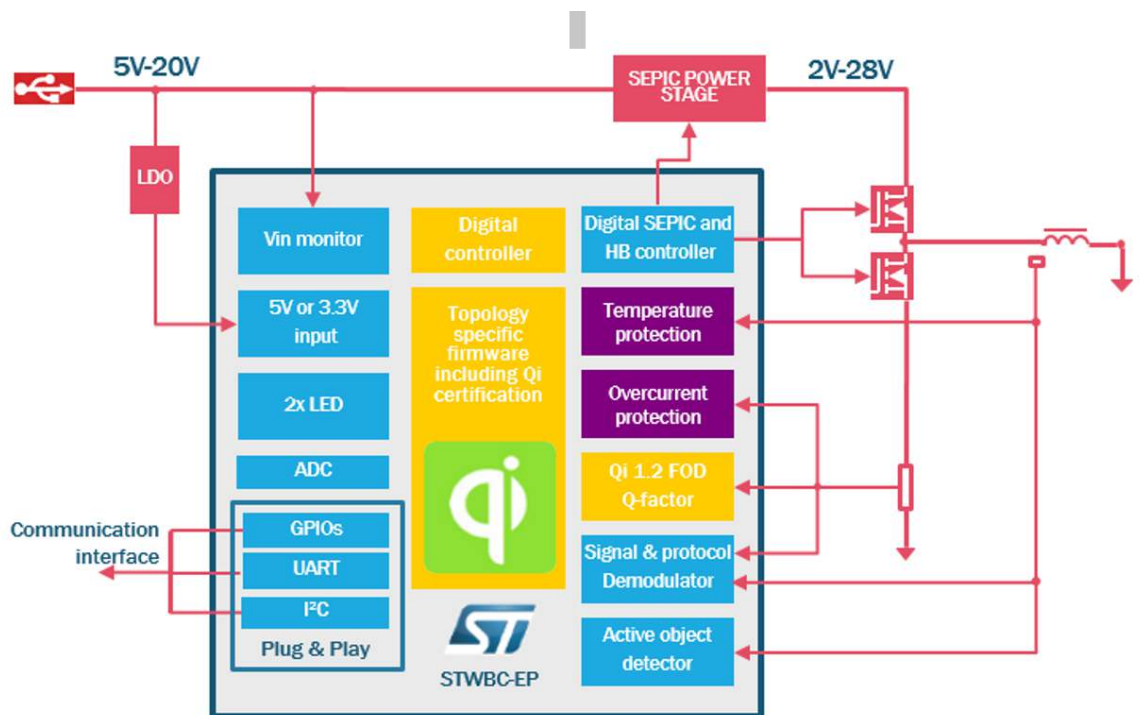 5V-20V
SEPIC POWER
STAGE
2V-28V
LDO
Vin monitor
Digital
controller
Digital SEPIC and
HB controller
5V or 3.3V
input
Topology
specific
firmware
including Qi
certification
Temperature
protection
2x LED
Overcurrent
protection
ADC
Qi 1.2 FOD
Q-factor
qi
Communication
interface
GPIOs
UART
I²C
Plug & Play
Signal & protocol
Demodulator
ST
STWBC-EP
Active object
detector